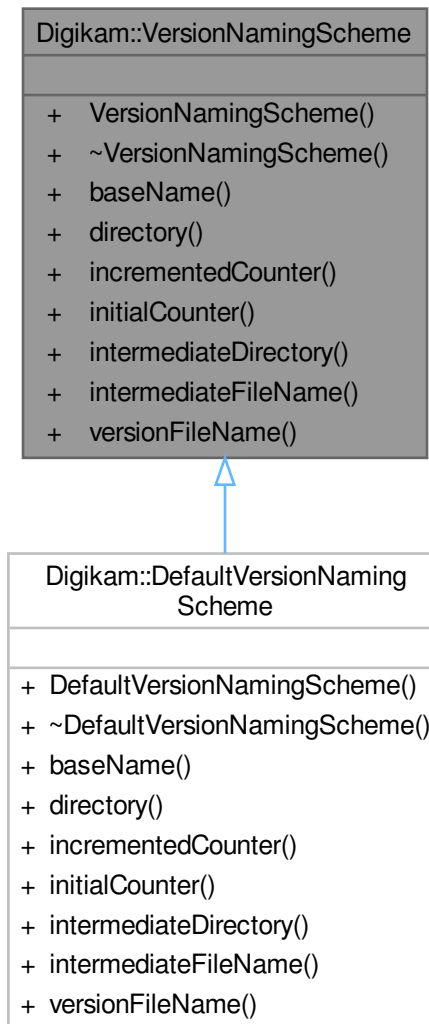 Digikam::VersionNamingScheme
+ VersionNamingScheme()
+ ~VersionNamingScheme()
+ baseName()
+ directory()
+ incrementedCounter()
+ initialCounter()
+ intermediateDirectory()
+ intermediateFileName()
+ versionFileName()
Digikam::DefaultVersionNaming
Scheme
+ DefaultVersionNamingScheme()
+ ~DefaultVersionNamingScheme()
+ baseName()
+ directory()
+ incrementedCounter()
+ initialCounter()
+ intermediateDirectory()
+ intermediateFileName()
+ versionFileName()